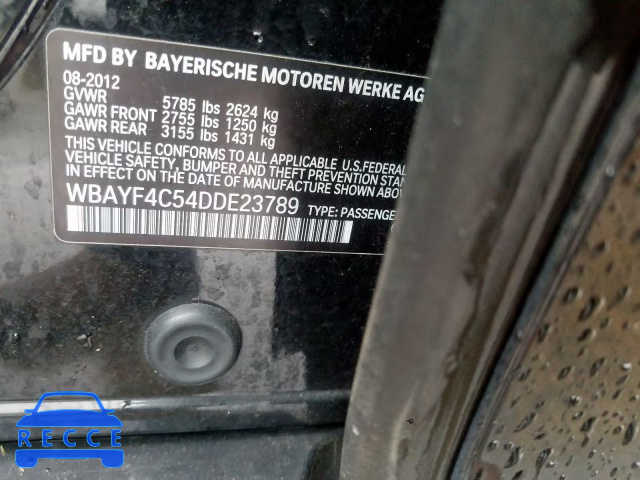 MFD BY BAYERISCHE MOTOREN WERKE AG
08-2012
GVWR 5785 lbs 2624 kg
GAWR FRONT 2755 lbs 1250 kg
GAWR REAR 3155 lbs 1431 kg
THIS VEHICLE CONFORMS TO ALL APPLICABLE U.S.FEDERAL
VEHICLE SAFETY, BUMPER AND THEFT PREVENTION STAN
IN EFFECT ON THE DATE OF MANUFACTURE SHOWN ABOV
WBAYF4C54DDE23789 TYPE: PASSENGE
RECCE